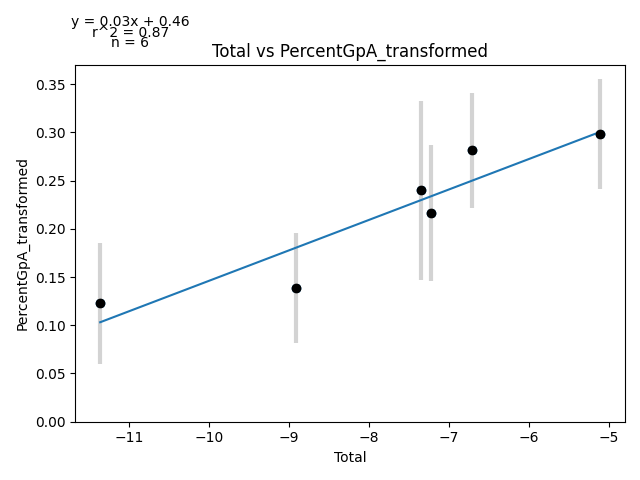 y = 0.03x + 0.46
r^2 = 0.87
n = 6
Total vs PercentGpA_transformed
PercentGpA_transformed
0.35
0.30
0.25
0.20
0.15
0.10
0.05
0.00
−11
−10
−9
−8
−7
−6
−5
Total